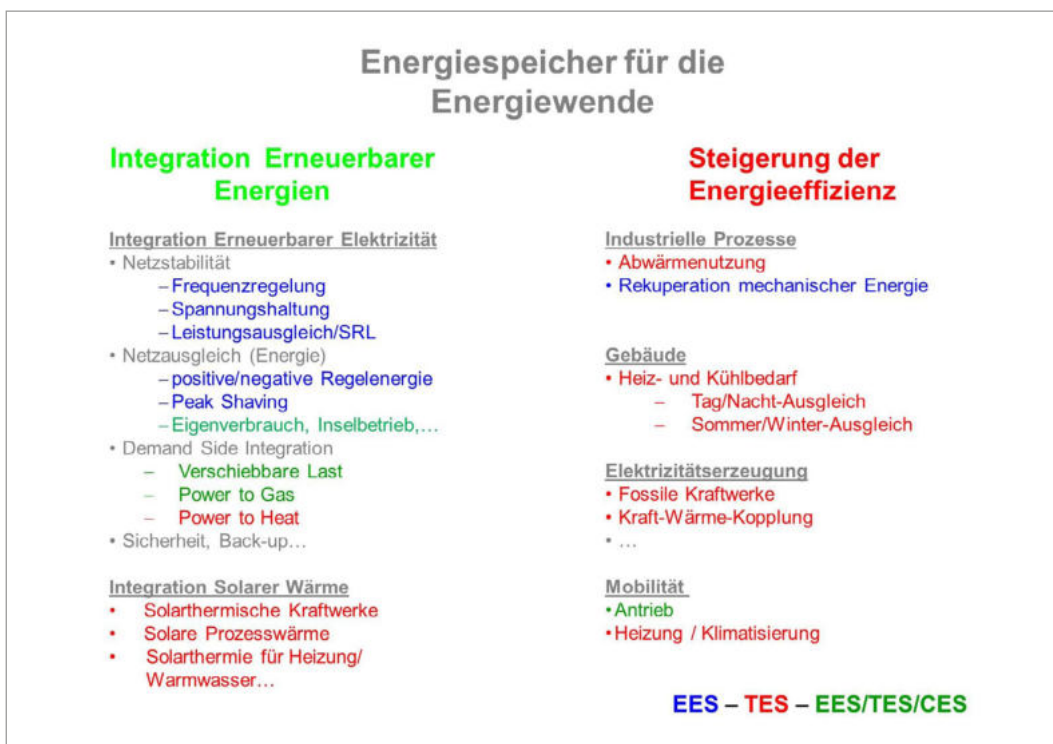 Energiespeicher für die
Energiewende
Integration Erneuerbarer
Energien
Integration Erneuerbarer Elektrizität
• Netzstabilität
– Frequenzregelung
– Spannungshaltung
– Leistungsausgleich/SRL
• Netzausgleich (Energie)
– positive/negative Regelenergie
– Peak Shaving
– Eigenverbrauch, Inselbetrieb,…
• Demand Side Integration
– Verschiebbare Last
– Power to Gas
– Power to Heat
• Sicherheit, Back-up…
Integration Solarer Wärme
• Solarthermische Kraftwerke
• Solare Prozesswärme
• Solarthermie für Heizung/
Warmwasser…
Steigerung der
Energieeffizienz
Industrielle Prozesse
• Abwärmenutzung
• Rekuperation mechanischer Energie
Gebäude
• Heiz- und Kühlbedarf
– Tag/Nacht-Ausgleich
– Sommer/Winter-Ausgleich
Elektrizitätserzeugung
• Fossile Kraftwerke
• Kraft-Wärme-Kopplung
• …
Mobilität
• Antrieb
• Heizung / Klimatisierung
EES – TES – EES/TES/CES